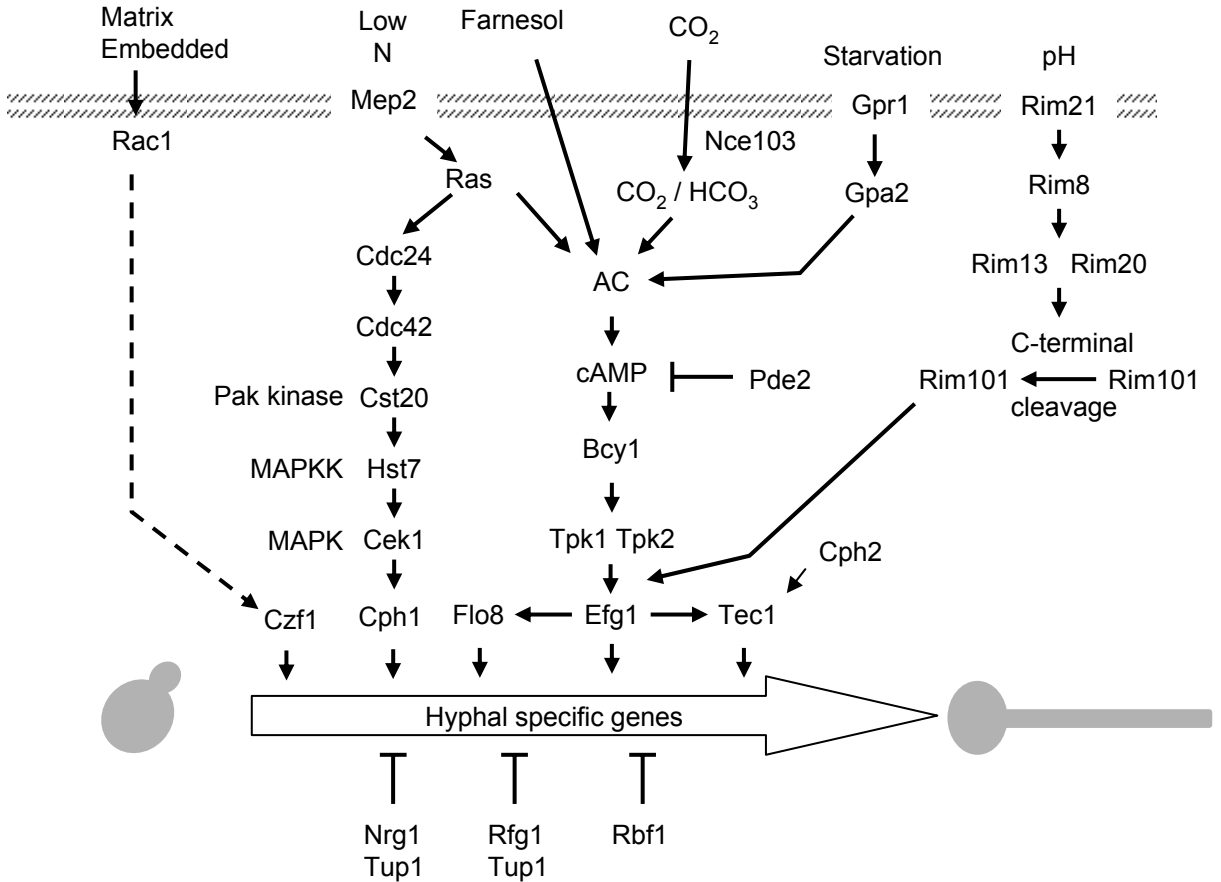 Matrix
Embedded
Low
N
Farnesol
CO2
Starvation
pH
Mep2
Gpr1
Rim21
Rac1
Nce103
Ras
CO2 / HCO3
Gpa2
Rim8
Cdc24
AC
Rim13 Rim20
Cdc42
C-terminal
cAMP
Pde2
Rim101
Rim101
cleavage
Pak kinase Cst20
Bcy1
MAPKK Hst7
MAPK Cek1
Tpk1 Tpk2
Cph2
Czf1
Cph1
Flo8
Efg1
Tec1
Hyphal specific genes
Nrg1
Tup1
Rfg1
Tup1
Rbf1